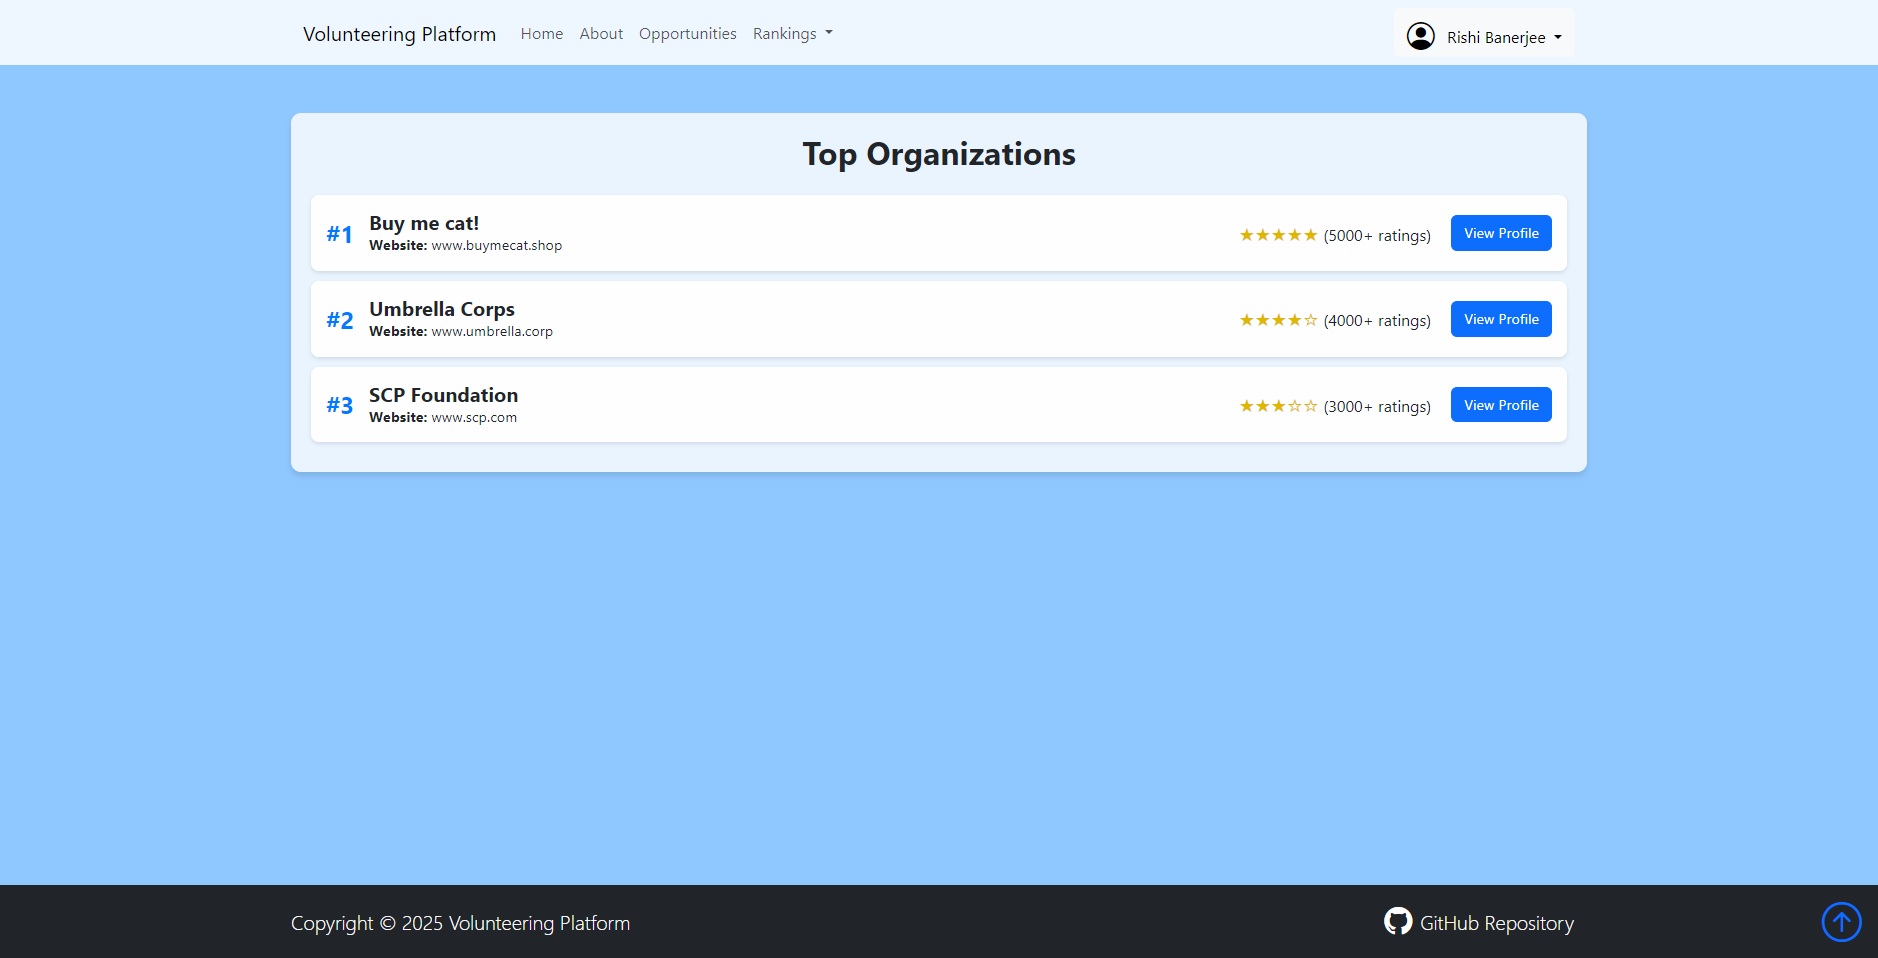 Volunteering Platform Home About Opportunities Rankings Rishi Banerjee
Top Organizations
#1 Buy me cat!
Website: www.buymecat.shop
★★★★★ (5000+ ratings) View Profile
#2 Umbrella Corps
Website: www.umbrella.corp
★★★★☆ (4000+ ratings) View Profile
#3 SCP Foundation
Website: www.scp.com
★★★☆☆ (3000+ ratings) View Profile
Copyright © 2025 Volunteering Platform GitHub Repository